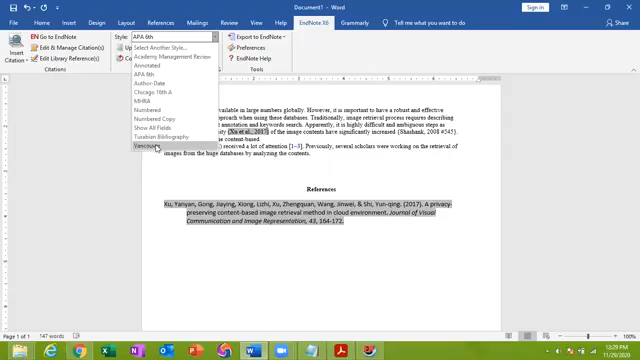 Document1 - Word
Sign in
File Home Insert Design Layout References Mailings Review View Help EndNote X6 Grammarly Tell me what you want to do
Insert Citation
EN Go to EndNote
Edit & Manage Citation(s)
Edit Library Reference(s)
Citations
Style: APA 6th
Select Another Style...
Academy Management Review
Annotated
APA 6th
Author-Date
Chicago 16th A
MHRA
Numbered
Numbered Copy
Show All Fields
Turabian Bibliography
Vancouver
Export to EndNote
Preferences
Help
Tools
available in large numbers globally. However, it is important to have a robust and effective
approach when using these databases. Traditionally, image retrieval process requires describing
annotation and keywords search. Apparently, it is highly difficult and ambiguous steps as
(Xu et al., 2017) of the image contents have significantly increased (Shashank, 2008 #545).
the content-based
received a lot of attention [1–3]. Previously, several scholars were working on the retrieval of
images from the huge databases by analyzing the contents.
References
Xu, Yanyan, Gong, Jiaying, Xiong, Lizhi, Xu, Zhengquan, Wang, Jinwei, & Shi, Yun-qing. (2017). A privacy-
preserving content-based image retrieval method in cloud environment. Journal of Visual
Communication and Image Representation, 43, 164-172.
Page 1 of 1 147 words
100%
12:29 PM
11/29/2020